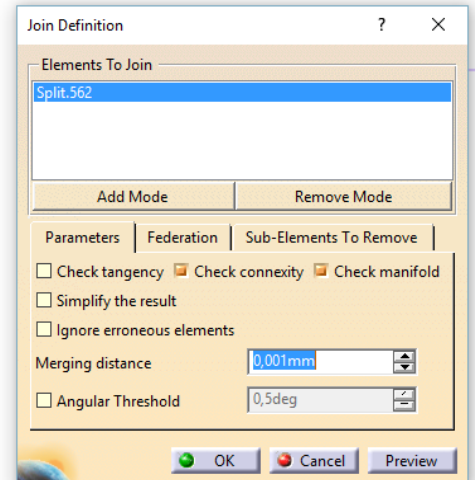 Join Definition ? ×
Elements To Join
Split.562
Add Mode Remove Mode
Parameters Federation Sub-Elements To Remove
Check tangency Check connexity Check manifold
Simplify the result
Ignore erroneous elements
Merging distance 0,001mm
Angular Threshold 0,5deg
OK Cancel Preview